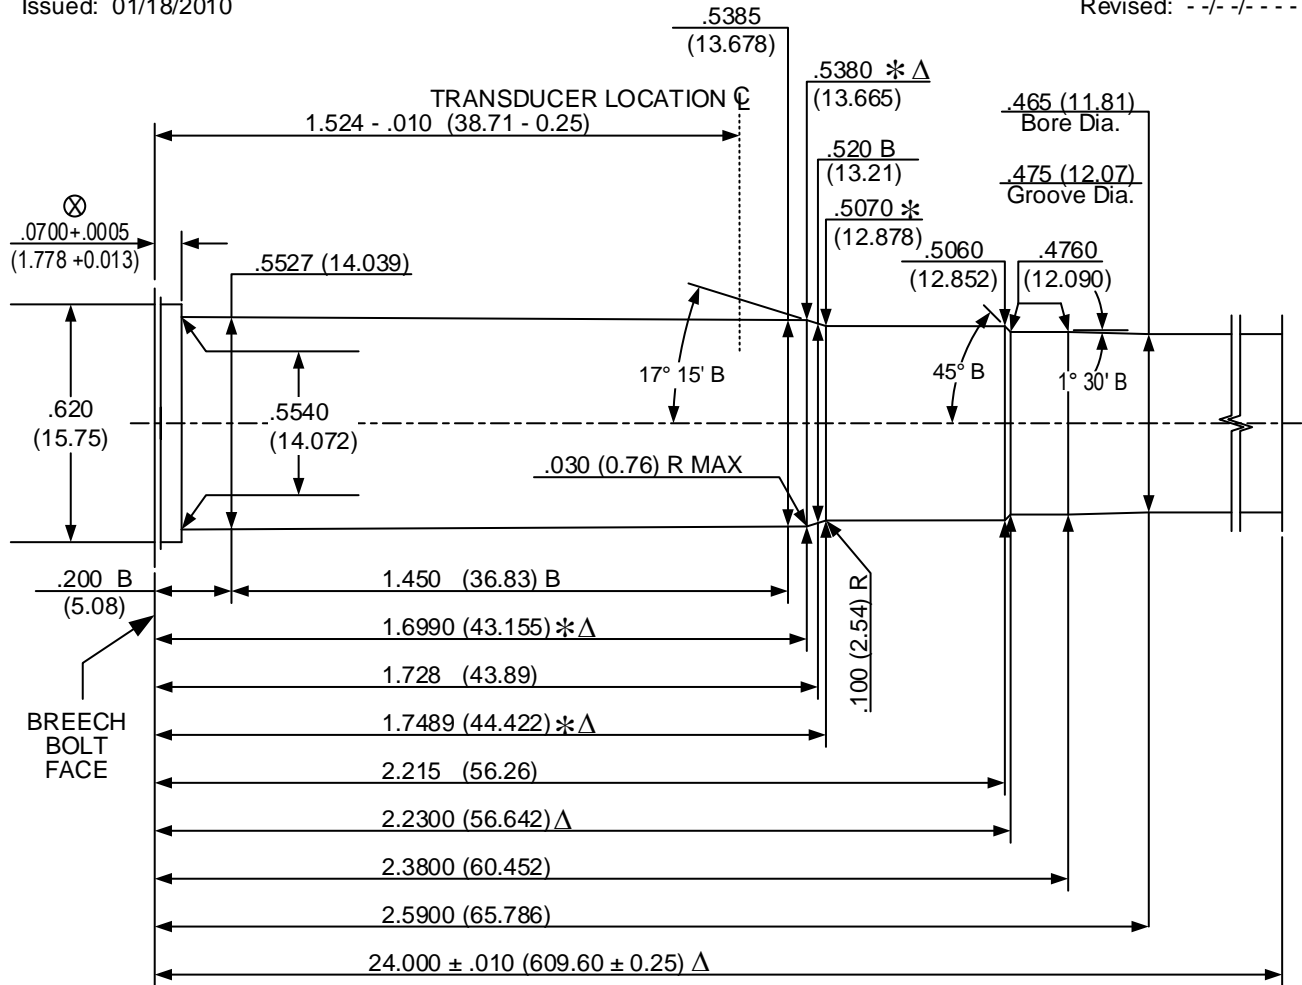 Issued: 01/18/2010
Revised: - -/- -/- - - -
.5385
(13.678)
.5380 * Δ
(13.665)
TRANSDUCER LOCATION ℄
1.524 - .010 (38.71 - 0.25)
.465 (11.81)
Bore Dia.
.520 B
(13.21)
.475 (12.07)
Groove Dia.
⊗
.0700+.0005
(1.778 +0.013)
.5070 *
(12.878)
.5527 (14.039)
.5060
(12.852)
.4760
(12.090)
17° 15' B
45° B
1° 30' B
.620
(15.75)
.5540
(14.072)
.030 (0.76) R MAX
.200 B
(5.08)
1.450 (36.83) B
.100 (2.54) R
1.6990 (43.155) * Δ
1.728 (43.89)
BREECH
BOLT
FACE
1.7489 (44.422) * Δ
2.215 (56.26)
2.2300 (56.642) Δ
2.3800 (60.452)
2.5900 (65.786)
24.000 ± .010 (609.60 ± 0.25) Δ